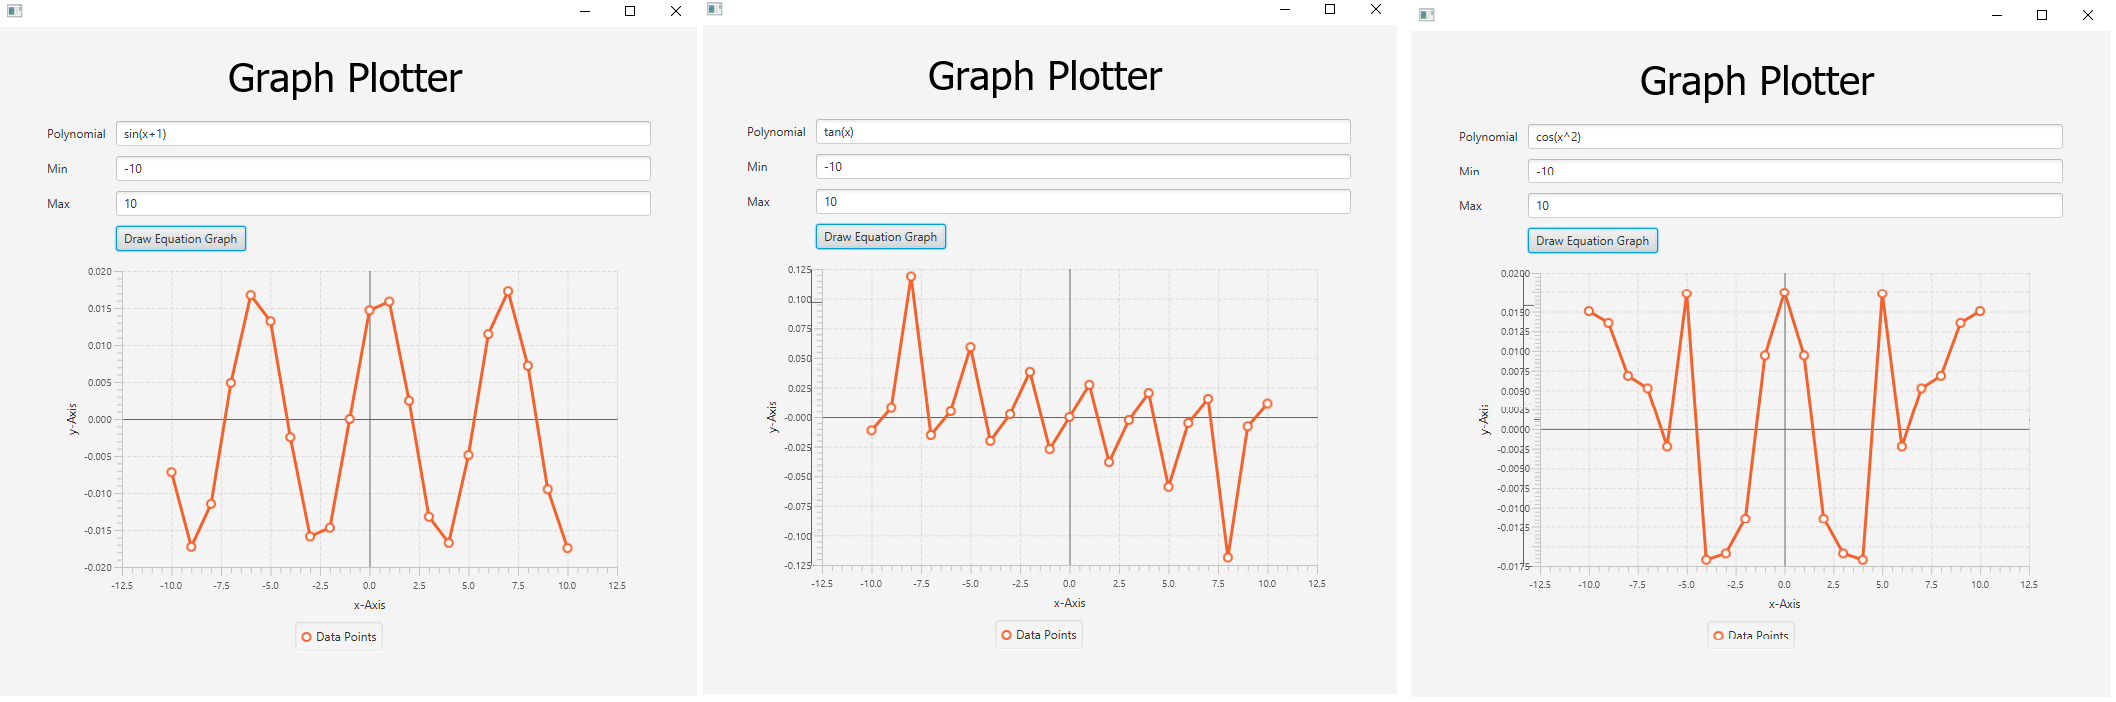 Graph Plotter
Polynomial sin(x+1)
Min -10
Max 10
Draw Equation Graph
0.020
0.015
0.010
0.005
0.000
-0.005
-0.010
-0.015
-0.020
y-Axis
-12.5 -10.0 -7.5 -5.0 -2.5 0.0 2.5 5.0 7.5 10.0 12.5
x-Axis
Data Points
Graph Plotter
Polynomial tan(x)
Min -10
Max 10
Draw Equation Graph
0.125
0.100
0.075
0.050
0.025
-0.000
-0.025
-0.050
-0.075
-0.100
-0.125
y-Axis
-12.5 -10.0 -7.5 -5.0 -2.5 0.0 2.5 5.0 7.5 10.0 12.5
x-Axis
Data Points
Graph Plotter
Polynomial cos(x^2)
Min -10
Max 10
Draw Equation Graph
0.0200
0.0150
0.0125
0.0100
0.0075
0.0050
0.0025
0.0000
-0.0025
-0.0050
-0.0075
-0.0100
-0.0125
-0.0175
y-Axis
-12.5 -10.0 -7.5 -5.0 -2.5 0.0 2.5 5.0 7.5 10.0 12.5
x-Axis
Data Points